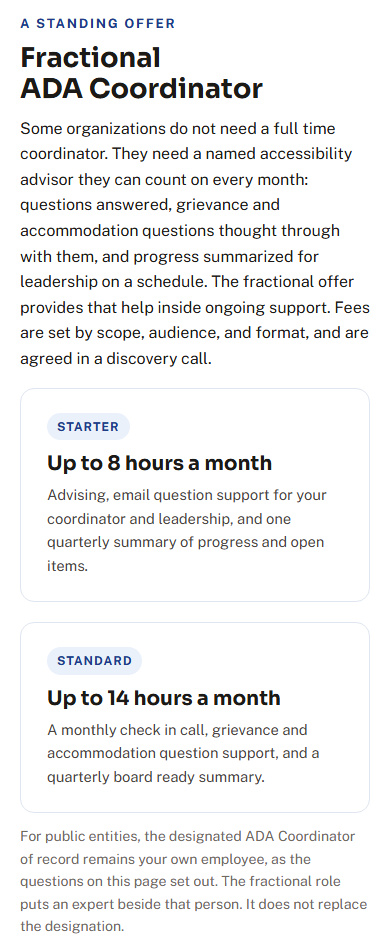 A STANDING OFFER
Fractional
ADA Coordinator
Some organizations do not need a full time
coordinator. They need a named accessibility
advisor they can count on every month:
questions answered, grievance and
accommodation questions thought through
with them, and progress summarized for
leadership on a schedule. The fractional offer
provides that help inside ongoing support. Fees
are set by scope, audience, and format, and are
agreed in a discovery call.
STARTER
Up to 8 hours a month
Advising, email question support for your
coordinator and leadership, and one
quarterly summary of progress and open
items.
STANDARD
Up to 14 hours a month
A monthly check in call, grievance and
accommodation question support, and a
quarterly board ready summary.
For public entities, the designated ADA Coordinator
of record remains your own employee, as the
questions on this page set out. The fractional role
puts an expert beside that person. It does not replace
the designation.